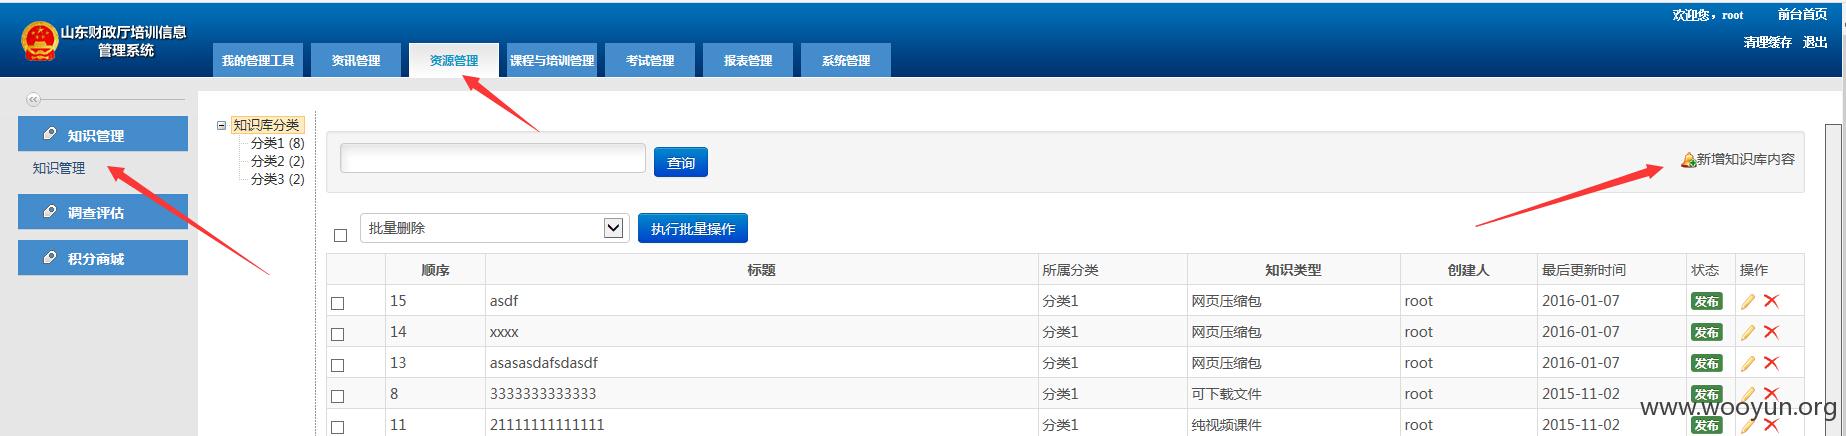 欢迎您，root 前台首页
清理缓存 退出
山东财政厅培训信息
管理系统
我的管理工具 资讯管理 资源管理 课程与培训管理 考试管理 报表管理 系统管理
知识管理
知识管理
调查评估
积分商城
知识库分类
分类1 (8)
分类2 (2)
分类3 (2)
查询 新增知识库内容
批量删除 执行批量操作
顺序 标题 所属分类 知识类型 创建人 最后更新时间 状态 操作
15 asdf 分类1 网页压缩包 root 2016-01-07 发布
14 xxxx 分类1 网页压缩包 root 2016-01-07 发布
13 asasasdafsdasdf 分类1 网页压缩包 root 2016-01-07 发布
8 3333333333333 分类1 可下载文件 root 2015-11-02 发布
11 21111111111111 分类1 纯视频课件 root 2015-11-02 发布
www.wooyun.org